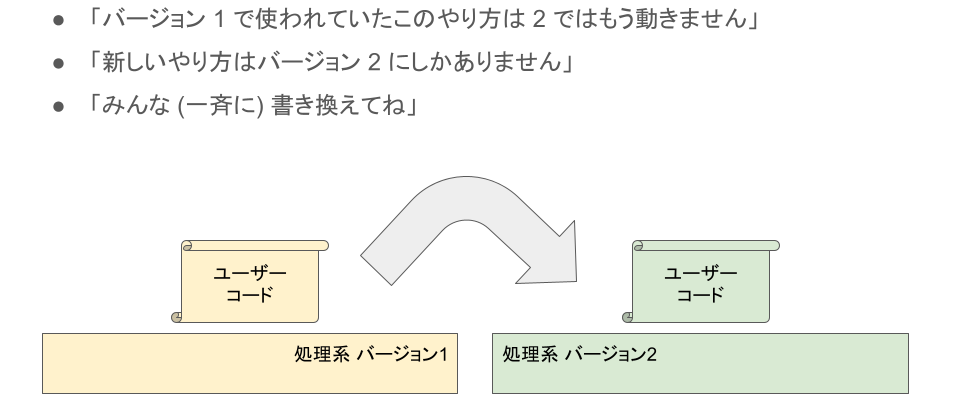 ● 「バージョン 1 で使われていたこのやり方は 2 ではもう動きません」
● 「新しいやり方はバージョン 2 にしかありません」
● 「みんな (一斉に) 書き換えてね」
ユーザー
コード
ユーザー
コード
処理系 バージョン1
処理系 バージョン2